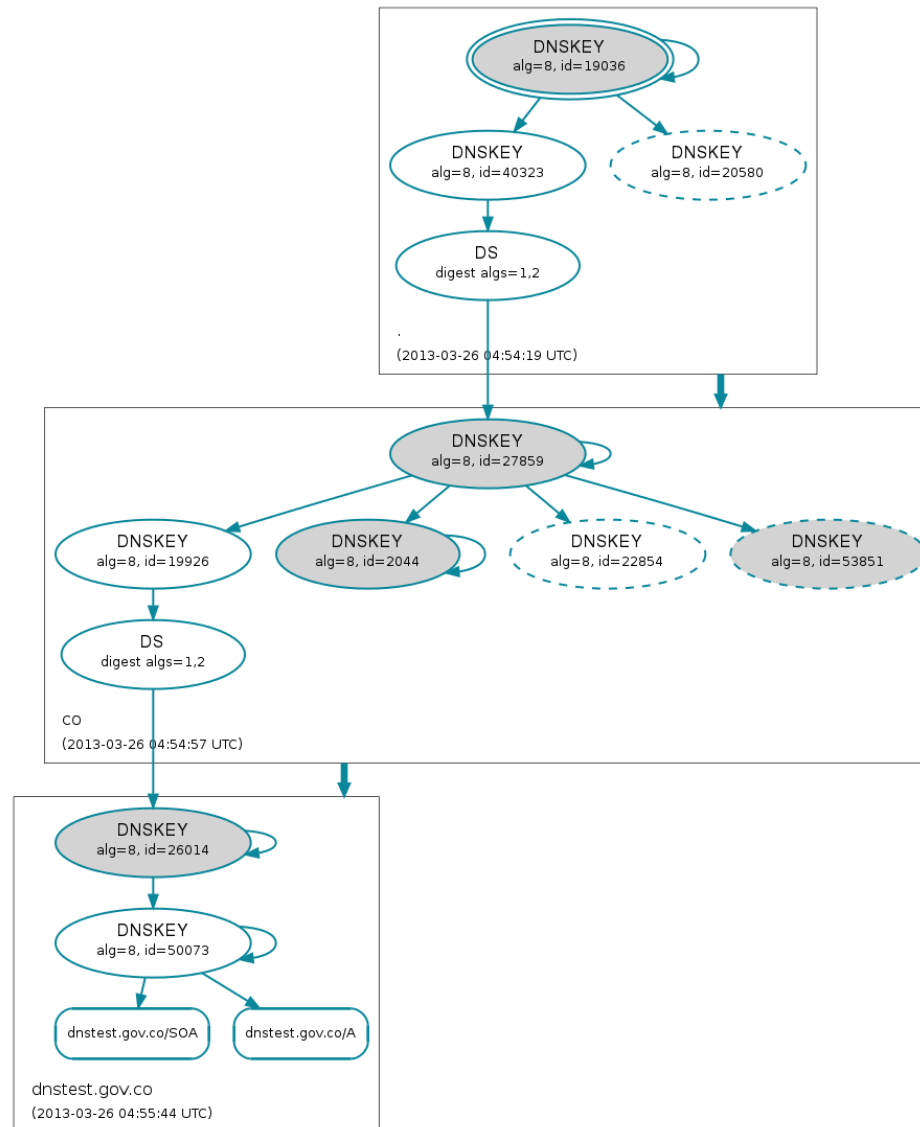 DNSKEY
alg=8, id=19036
DNSKEY
alg=8, id=40323
DNSKEY
alg=8, id=20580
DS
digest algs=1,2
.
(2013-03-26 04:54:19 UTC)
DNSKEY
alg=8, id=27859
DNSKEY
alg=8, id=19926
DNSKEY
alg=8, id=2044
DNSKEY
alg=8, id=22854
DNSKEY
alg=8, id=53851
DS
digest algs=1,2
co
(2013-03-26 04:54:57 UTC)
DNSKEY
alg=8, id=26014
DNSKEY
alg=8, id=50073
dnstest.gov.co/SOA
dnstest.gov.co/A
dnstest.gov.co
(2013-03-26 04:55:44 UTC)